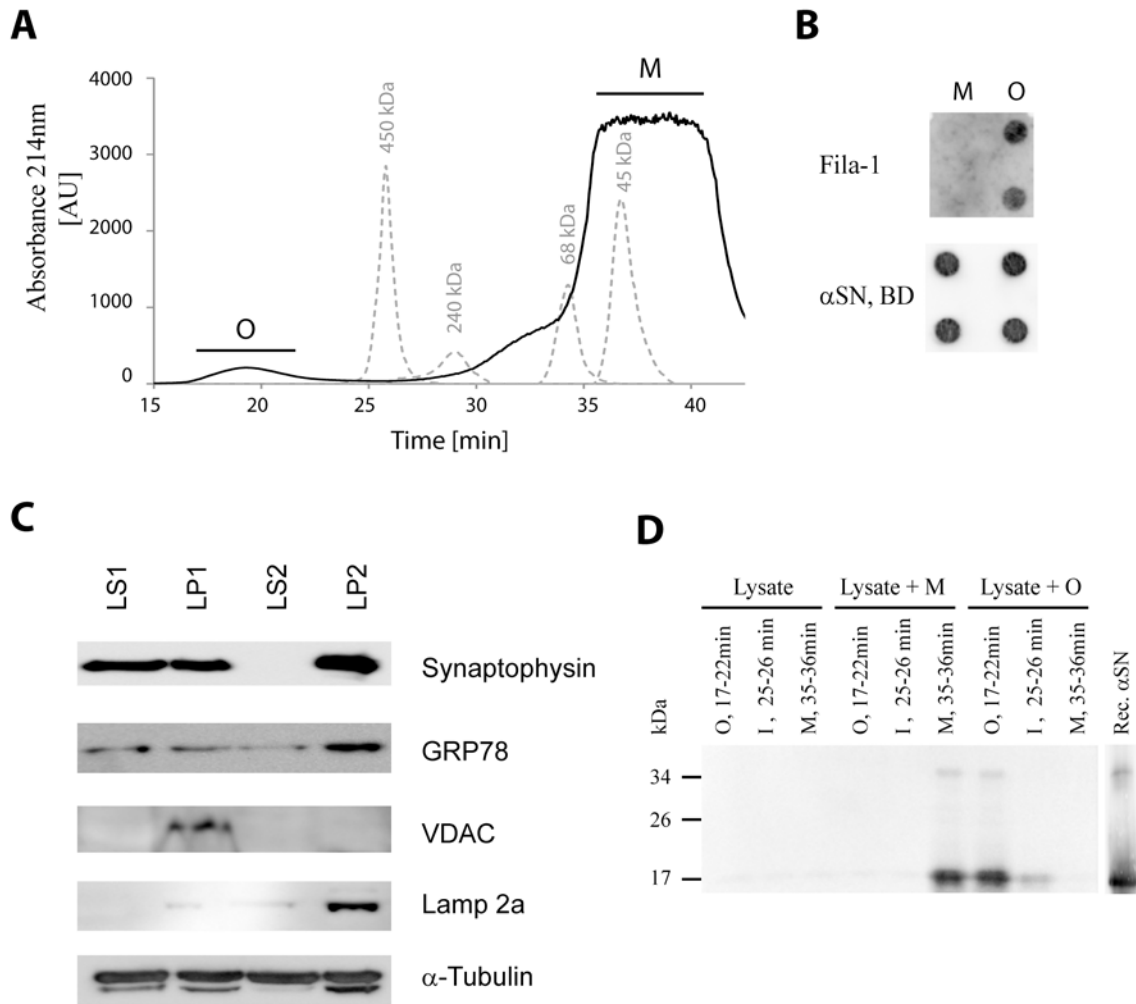 A
Absorbance 214nm
[AU]
4000
3000
2000
1000
0
15
20
25
30
35
40
Time [min]
O
450 kDa
240 kDa
68 kDa
45 kDa
M
B
M
O
Fila-1
αSN, BD
C
LS1
LP1
LS2
LP2
Synaptophysin
GRP78
VDAC
Lamp 2a
α-Tubulin
D
Lysate
Lysate + M
Lysate + O
O, 17-22min
I , 25-26 min
M, 35-36min
O, 17-22min
I , 25-26 min
M, 35-36min
O, 17-22min
I , 25-26 min
M, 35-36min
Rec. αSN
kDa
34
26
17